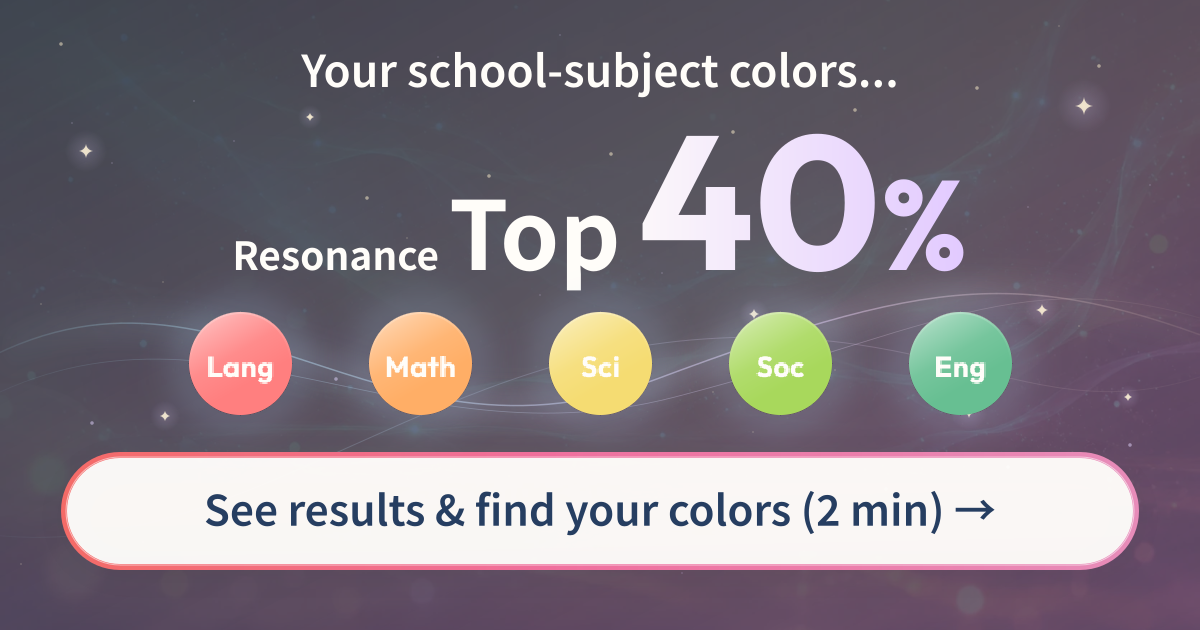 Your school-subject colors...
Resonance Top 40%
Lang Math Sci Soc Eng
See results & find your colors (2 min) →